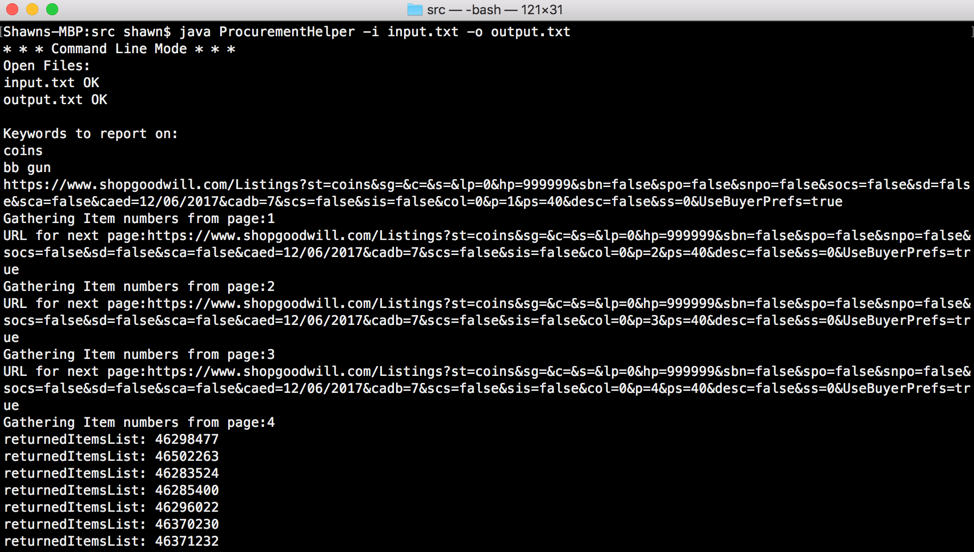 src — -bash — 121×31
[Shawns-MBP:src shawn$ java ProcurementHelper -i input.txt -o output.txt ]
* * * Command Line Mode * * *
Open Files:
input.txt OK
output.txt OK
Keywords to report on:
coins
bb gun
https://www.shopgoodwill.com/Listings?st=coins&sg=&c=&s=&lp=0&hp=999999&sbn=false&spo=false&snpo=false&socs=false&sd=fals
e&sca=false&caed=12/06/2017&cadb=7&scs=false&sis=false&col=0&p=1&ps=40&desc=false&ss=0&UseBuyerPrefs=true
Gathering Item numbers from page:1
URL for next page:https://www.shopgoodwill.com/Listings?st=coins&sg=&c=&s=&lp=0&hp=999999&sbn=false&spo=false&snpo=false&
socs=false&sd=false&sca=false&caed=12/06/2017&cadb=7&scs=false&sis=false&col=0&p=2&ps=40&desc=false&ss=0&UseBuyerPrefs=tr
ue
Gathering Item numbers from page:2
URL for next page:https://www.shopgoodwill.com/Listings?st=coins&sg=&c=&s=&lp=0&hp=999999&sbn=false&spo=false&snpo=false&
socs=false&sd=false&sca=false&caed=12/06/2017&cadb=7&scs=false&sis=false&col=0&p=3&ps=40&desc=false&ss=0&UseBuyerPrefs=tr
ue
Gathering Item numbers from page:3
URL for next page:https://www.shopgoodwill.com/Listings?st=coins&sg=&c=&s=&lp=0&hp=999999&sbn=false&spo=false&snpo=false&
socs=false&sd=false&sca=false&caed=12/06/2017&cadb=7&scs=false&sis=false&col=0&p=4&ps=40&desc=false&ss=0&UseBuyerPrefs=tr
ue
Gathering Item numbers from page:4
returnedItemsList: 46298477
returnedItemsList: 46502263
returnedItemsList: 46283524
returnedItemsList: 46285400
returnedItemsList: 46296022
returnedItemsList: 46370230
returnedItemsList: 46371232